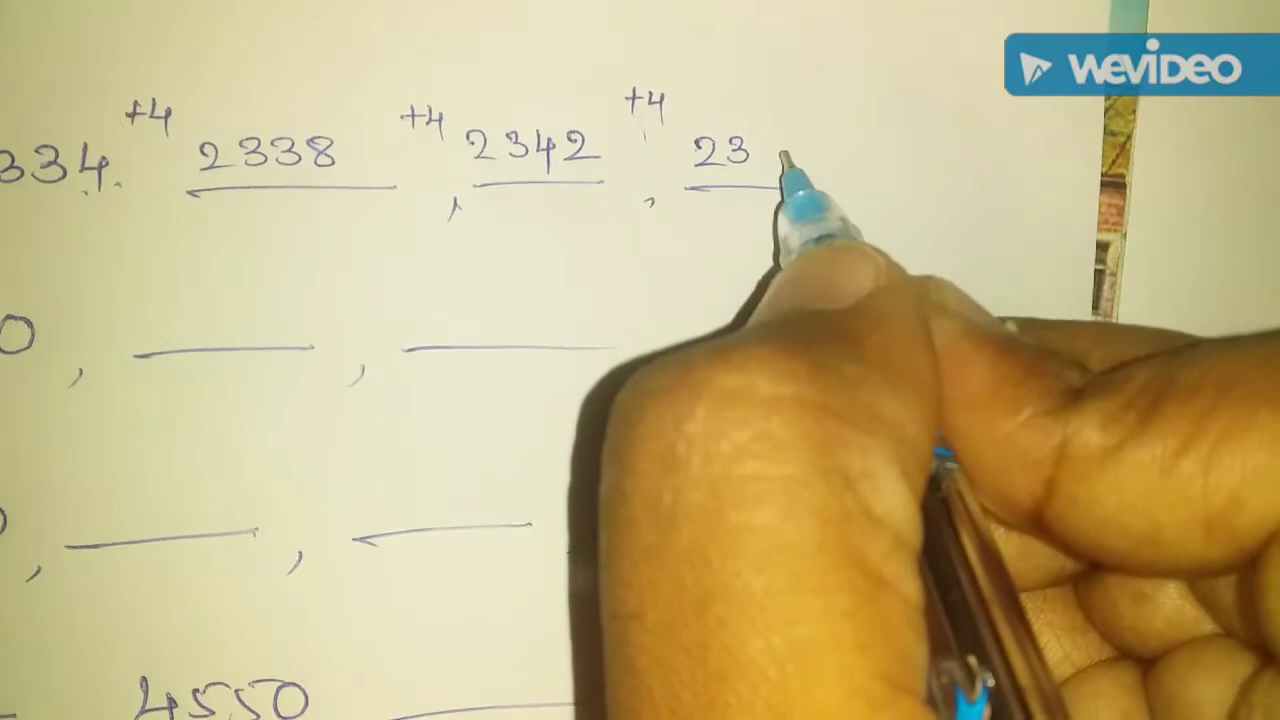 WEVIDEO
+4 +4 +4
334. 2338 , 2342 , 23
0 , ,
, ,
4550